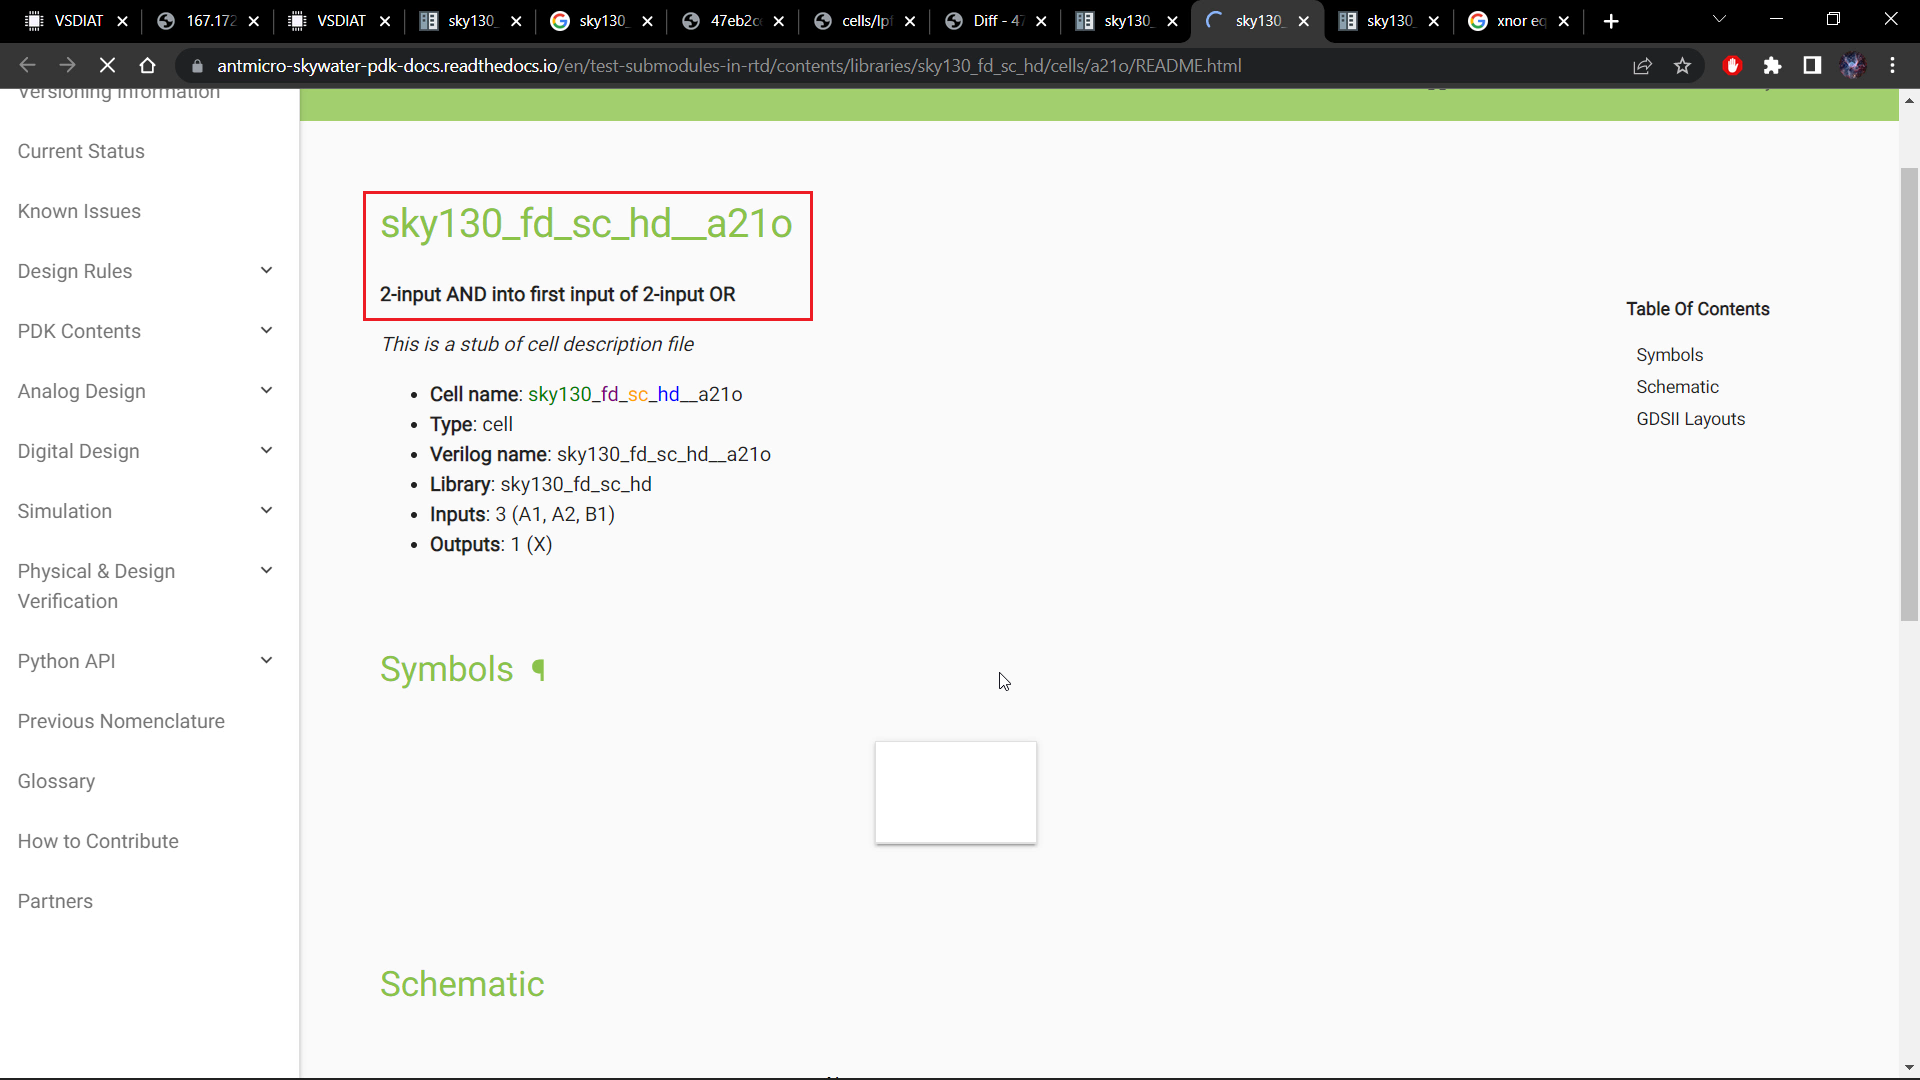 VSDIAT
167.172
VSDIAT
sky130_
sky130_
47eb2c
cells/lpf
Diff - 47
sky130_
sky130_
sky130_
xnor eq
antmicro-skywater-pdk-docs.readthedocs.io/en/test-submodules-in-rtd/contents/libraries/sky130_fd_sc_hd/cells/a21o/README.html
Versioning Information
Current Status
Known Issues
Design Rules
PDK Contents
Analog Design
Digital Design
Simulation
Physical & Design
Verification
Python API
Previous Nomenclature
Glossary
How to Contribute
Partners
sky130_fd_sc_hd__a21o
2-input AND into first input of 2-input OR
This is a stub of cell description file
• Cell name: sky130_fd_sc_hd__a21o
• Type: cell
• Verilog name: sky130_fd_sc_hd__a21o
• Library: sky130_fd_sc_hd
• Inputs: 3 (A1, A2, B1)
• Outputs: 1 (X)
Symbols ¶
Schematic
Table Of Contents
Symbols
Schematic
GDSII Layouts